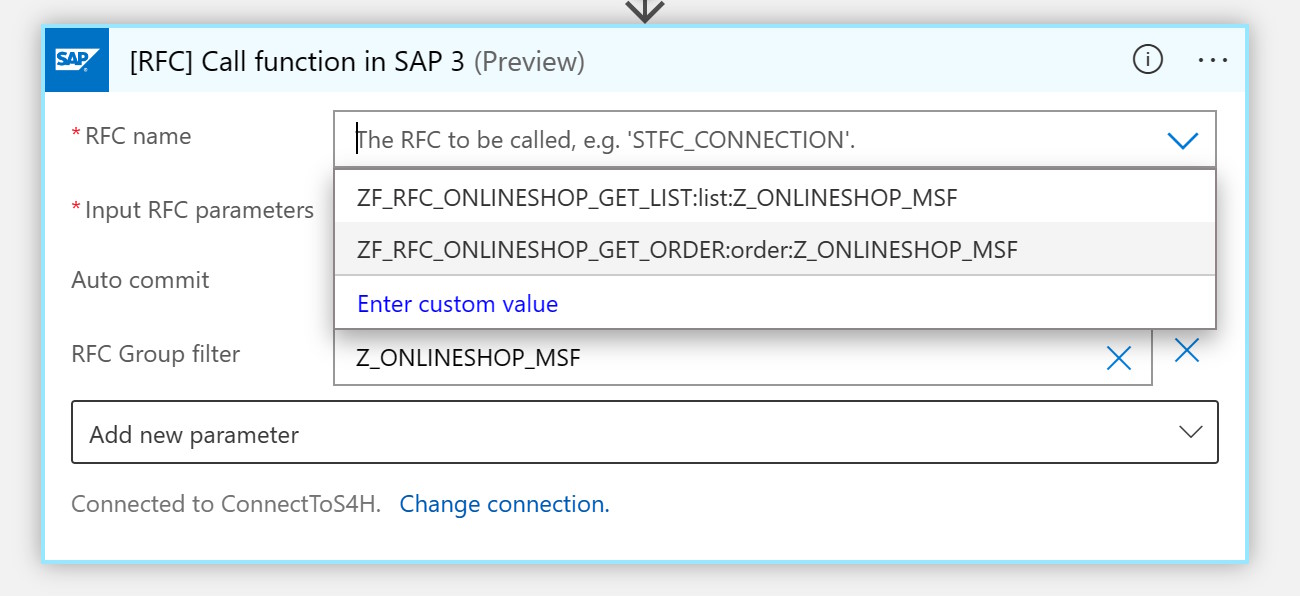 SAP
[RFC] Call function in SAP 3 (Preview)
* RFC name
The RFC to be called, e.g. 'STFC_CONNECTION'.
ZF_RFC_ONLINESHOP_GET_LIST:list:Z_ONLINESHOP_MSF
* Input RFC parameters
ZF_RFC_ONLINESHOP_GET_ORDER:order:Z_ONLINESHOP_MSF
Auto commit
Enter custom value
RFC Group filter
Z_ONLINESHOP_MSF
Add new parameter
Connected to ConnectToS4H. Change connection.